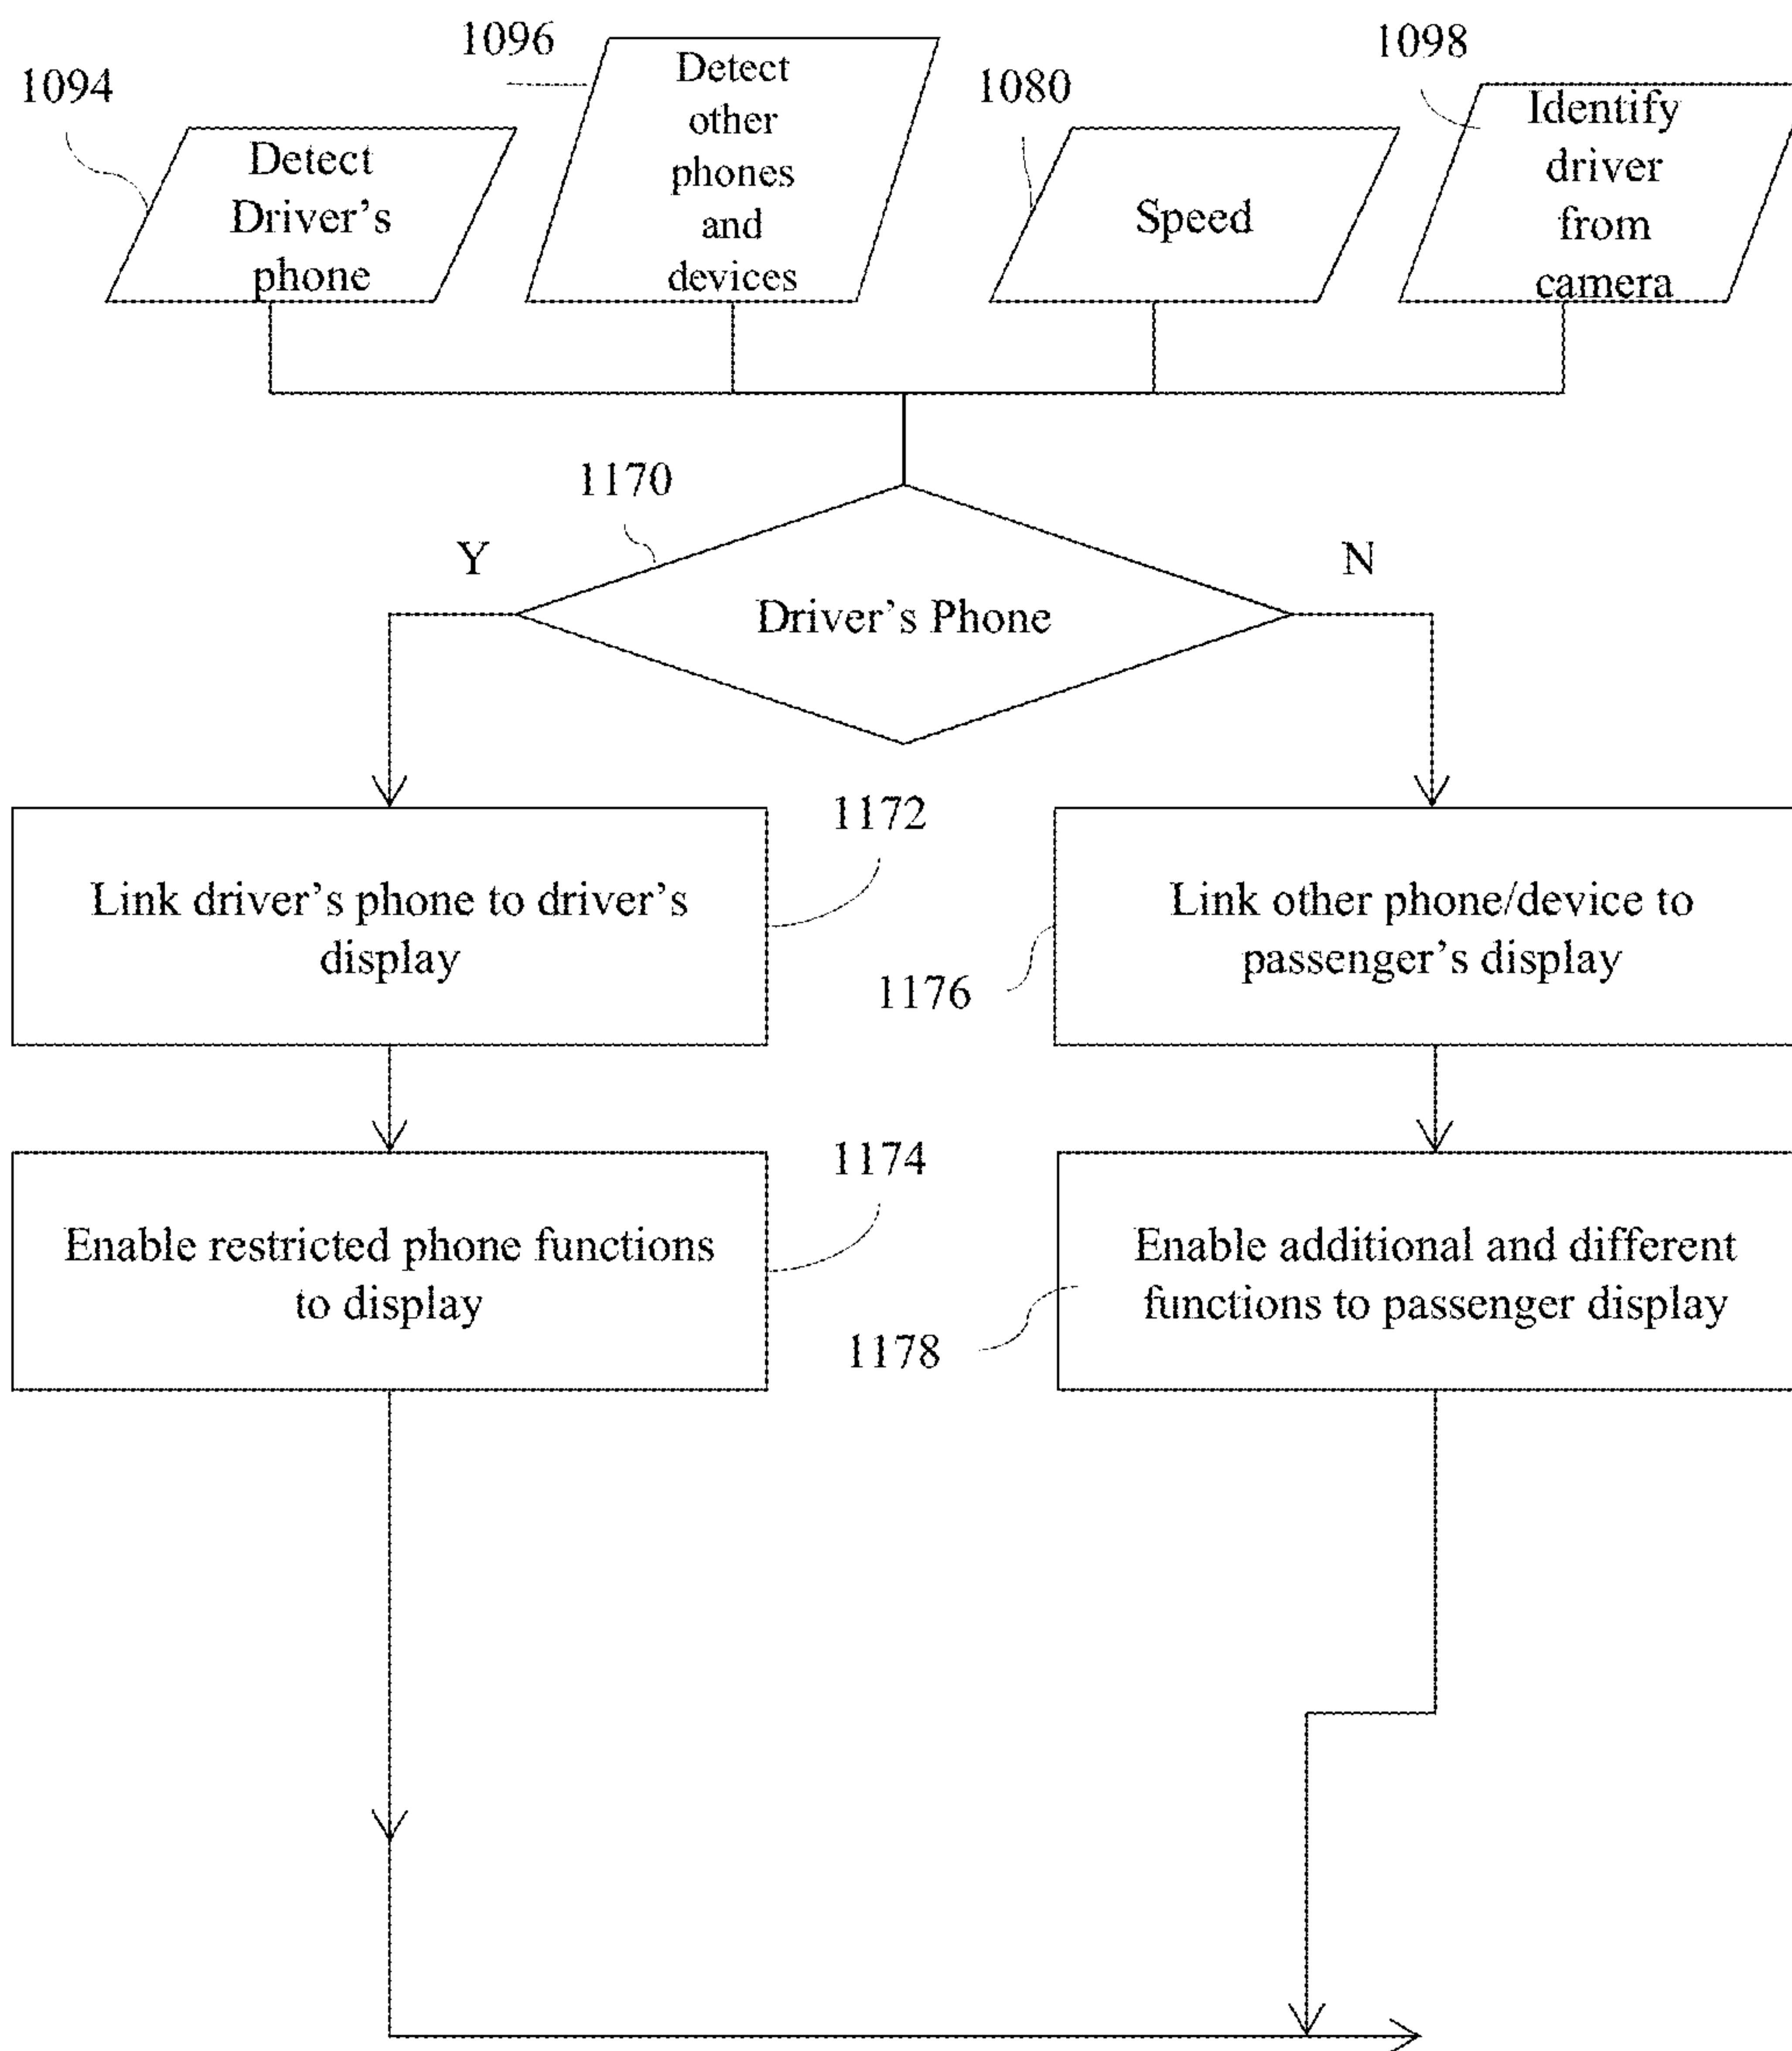 1094
Detect
Driver's
phone
1096
Detect
other
phones
and
devices
1080
Speed
1098
Identify
driver
from
camera
1170
Y
Driver's Phone
N
1172
Link driver's phone to driver's
display
1176
Link other phone/device to
passenger's display
1174
Enable restricted phone functions
to display
1178
Enable additional and different
functions to passenger display